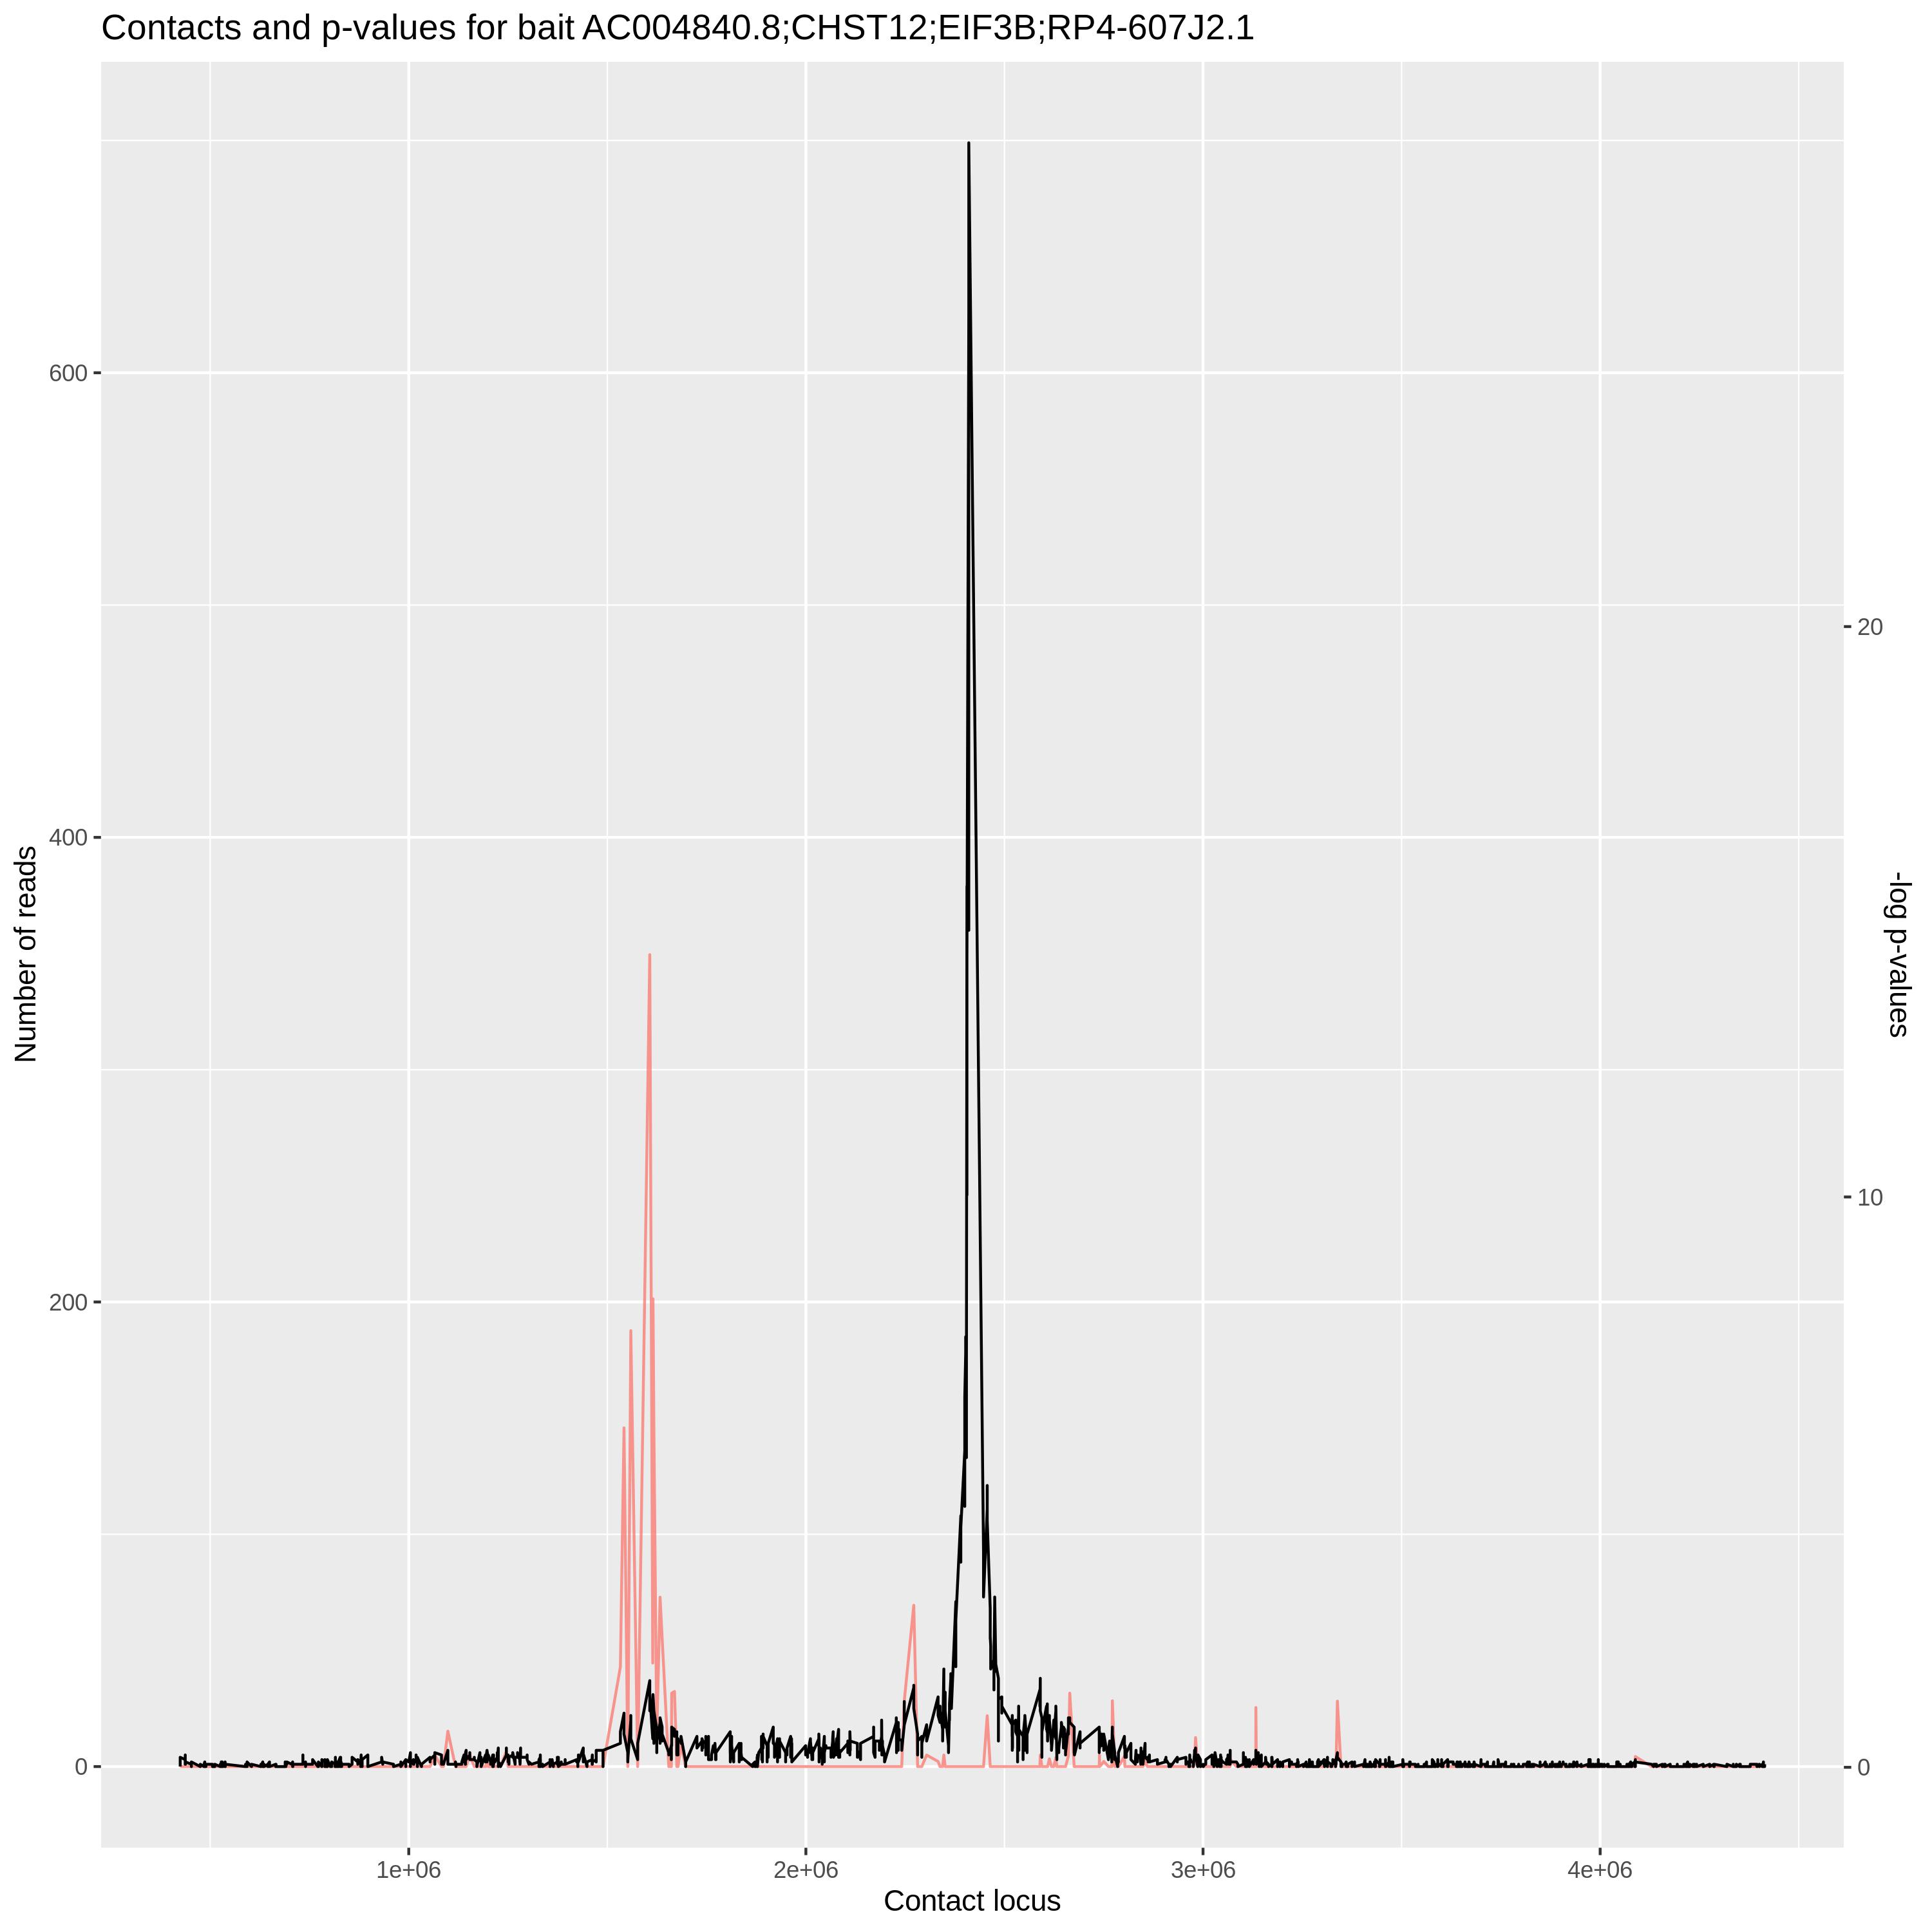 Contacts and p-values for bait AC004840.8;CHST12;EIF3B;RP4-607J2.1
600
400
200
0
Number of reads
20
10
0
-log p-values
1e+06
2e+06
3e+06
4e+06
Contact locus